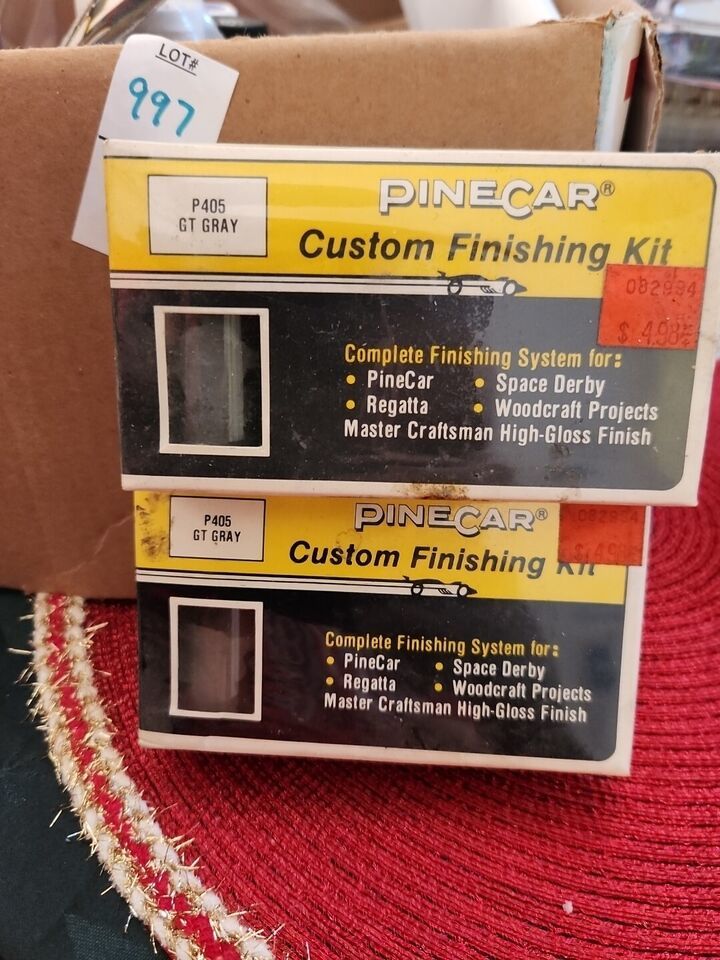 LOT#
997
P405
GT GRAY
PINECAR®
Custom Finishing Kit
082994
$ 4.98
Complete Finishing System for:
• PineCar • Space Derby
• Regatta • Woodcraft Projects
Master Craftsman High-Gloss Finish
P405
GT GRAY
PINECAR®
Custom Finishing Kit
Complete Finishing System for:
• PineCar • Space Derby
• Regatta • Woodcraft Projects
Master Craftsman High-Gloss Finish